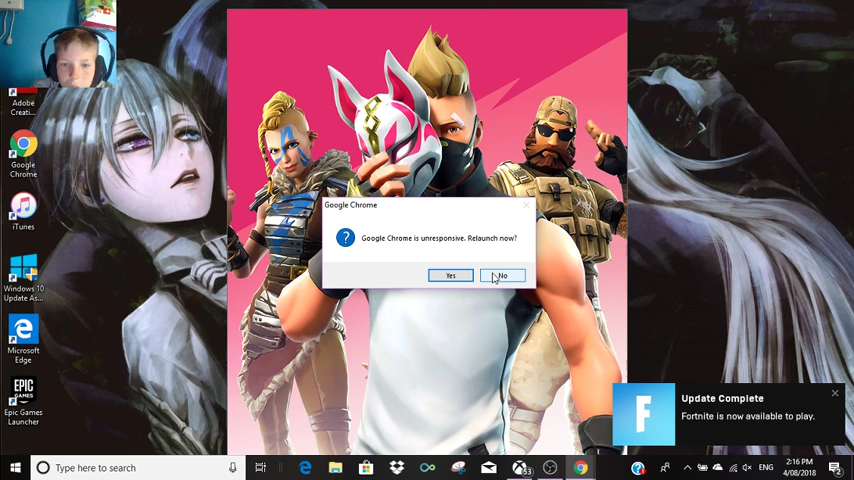 Adobe
Creati...
Google
Chrome
iTunes
Windows 10
Update As...
Microsoft
Edge
EPIC
GAMES
Epic Games
Launcher
Google Chrome
Google Chrome is unresponsive. Relaunch now?
Yes
No
Update Complete
Fortnite is now available to play.
Type here to search
53
ENG
2:16 PM
4/08/2018
2